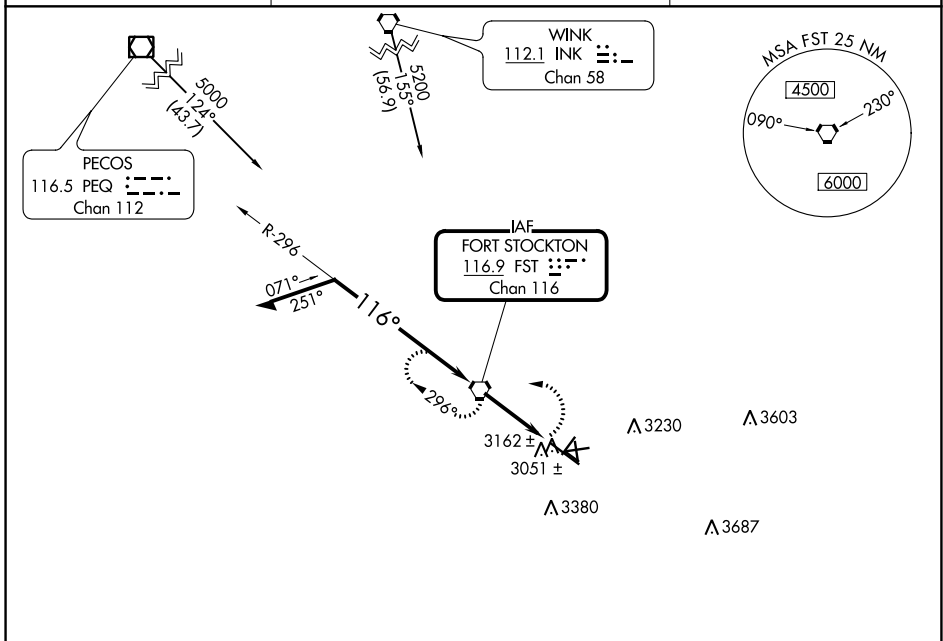 WINK
112.1 INK
Chan 58
MSA FST 25 NM
4500
090°
230°
6000
5000
124°
(43.7)
5200
155°
(56.9)
PECOS
116.5 PEQ
Chan 112
R-296
IAF
FORT STOCKTON
116.9 FST
Chan 116
071°
251°
116°
296°
3162 ±
3051 ±
3230
3603
3380
3687